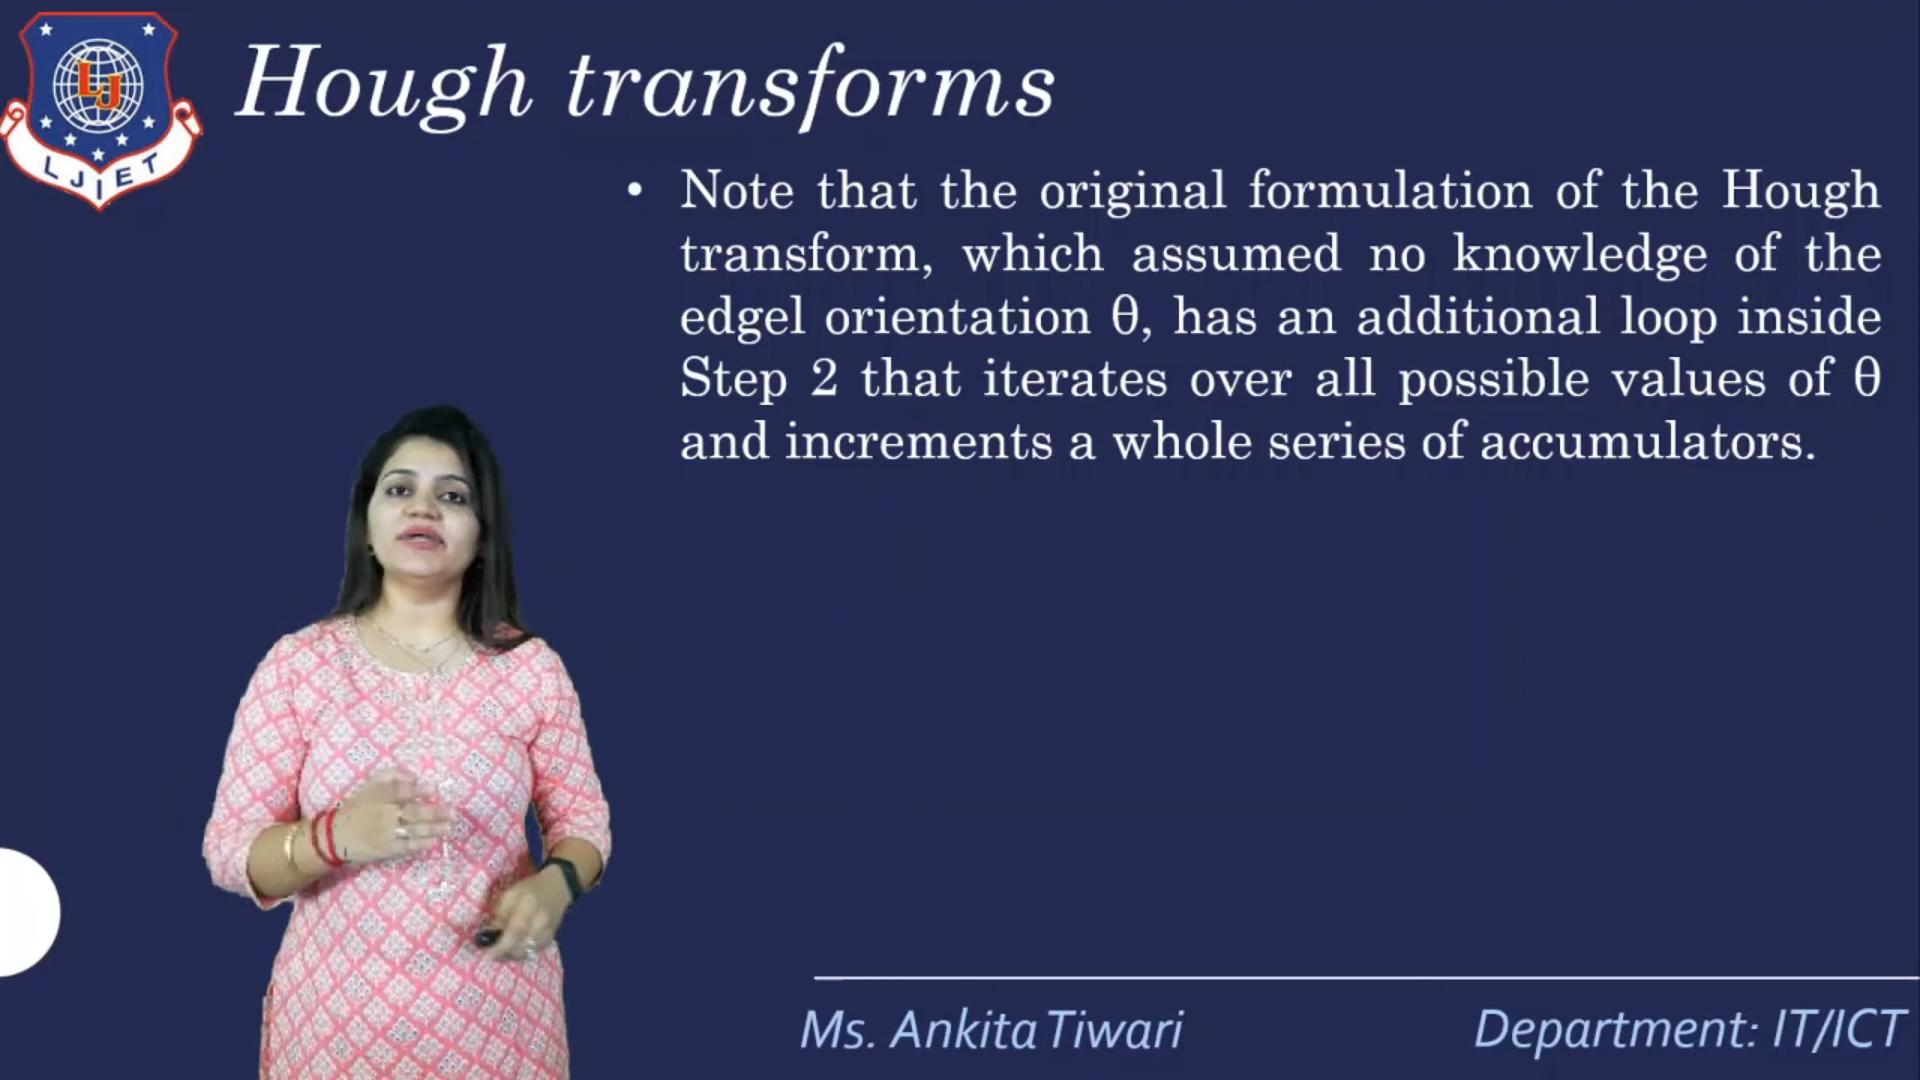 LJ
LJIET
Hough transforms
• Note that the original formulation of the Hough
transform, which assumed no knowledge of the
edgel orientation θ, has an additional loop inside
Step 2 that iterates over all possible values of θ
and increments a whole series of accumulators.
Ms. Ankita Tiwari
Department: IT/ICT